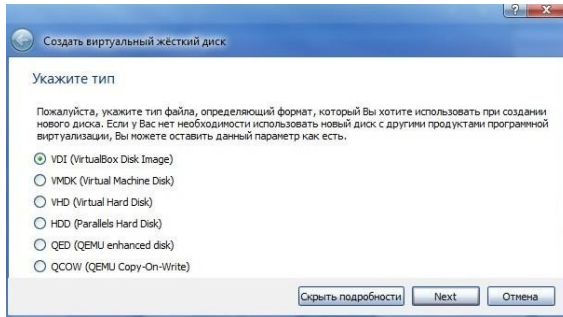 Создать виртуальный жёсткий диск
Укажите тип
Пожалуйста, укажите тип файла, определяющий формат, который Вы хотите использовать при создании
нового диска. Если у Вас нет необходимости использовать новый диск с другими продуктами программной
виртуализации, Вы можете оставить данный параметр как есть.
VDI (VirtualBox Disk Image)
VMDK (Virtual Machine Disk)
VHD (Virtual Hard Disk)
HDD (Parallels Hard Disk)
QED (QEMU enhanced disk)
QCOW (QEMU Copy-On-Write)
Скрыть подробности Next Отмена